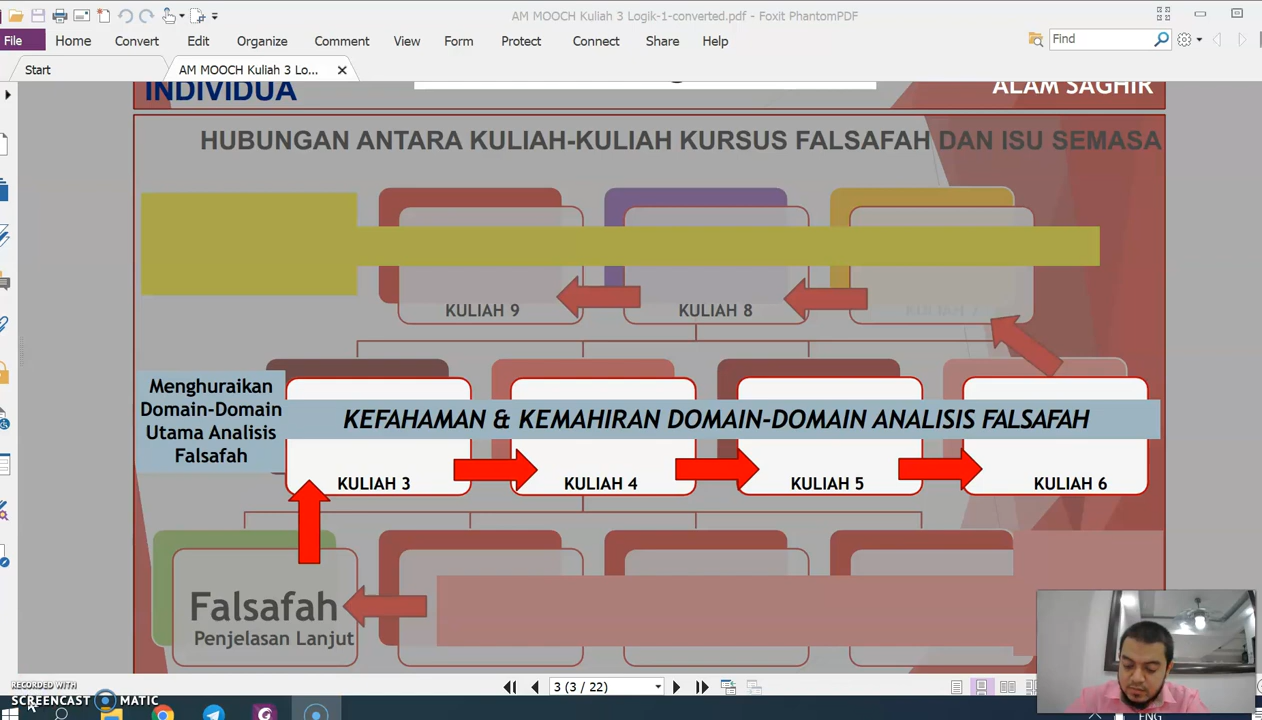 AM MOOCH Kuliah 3 Logik-1-converted.pdf - Foxit PhantomPDF
File Home Convert Edit Organize Comment View Form Protect Connect Share Help Find
Start AM MOOCH Kuliah 3 Lo...
INDIVIDUA
ALAM SAGHIR
HUBUNGAN ANTARA KULIAH-KULIAH KURSUS FALSAFAH DAN ISU SEMASA
KULIAH 9
KULIAH 8
Menghuraikan
Domain-Domain
Utama Analisis
Falsafah
KEFAHAMAN & KEMAHIRAN DOMAIN-DOMAIN ANALISIS FALSAFAH
KULIAH 3
KULIAH 4
KULIAH 5
KULIAH 6
Falsafah
Penjelasan Lanjut
3 (3 / 22)
RECORDED WITH
SCREENCAST MATIC
ENG